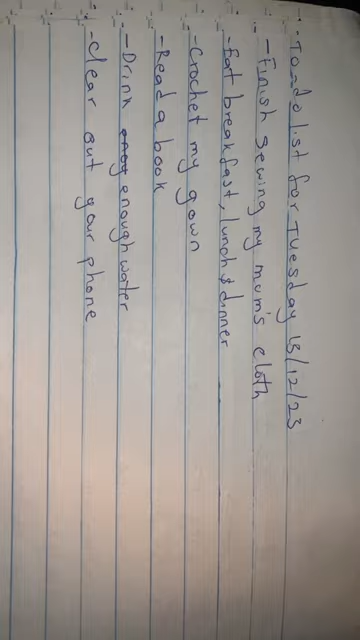 -To-do list for Tuesday 13/12/23
-Finish sewing my mum's cloth
-Eat breakfast, lunch & dinner
-Crochet my gown
-Read a book
-Drink enough water
-Clear out your phone